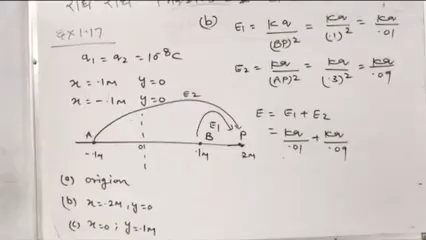 राधे राधे
Ex 1.17
q1 = q2 = 10^-8 C
x = .1M y=0
x = -.1M y=0
E2
E1
A B P
-.1M 01 .1M 2M
(a) origion
(b) x=.2M, y=0
(c) x=0; y=.1M
(b) E1 = Kq/(BP)² = Kq/(.1)² = Kq/.01
E2 = Kq/(AP)² = Kq/(.3)² = Kq/.09
E = E1 + E2
= Kq/.01 + Kq/.09